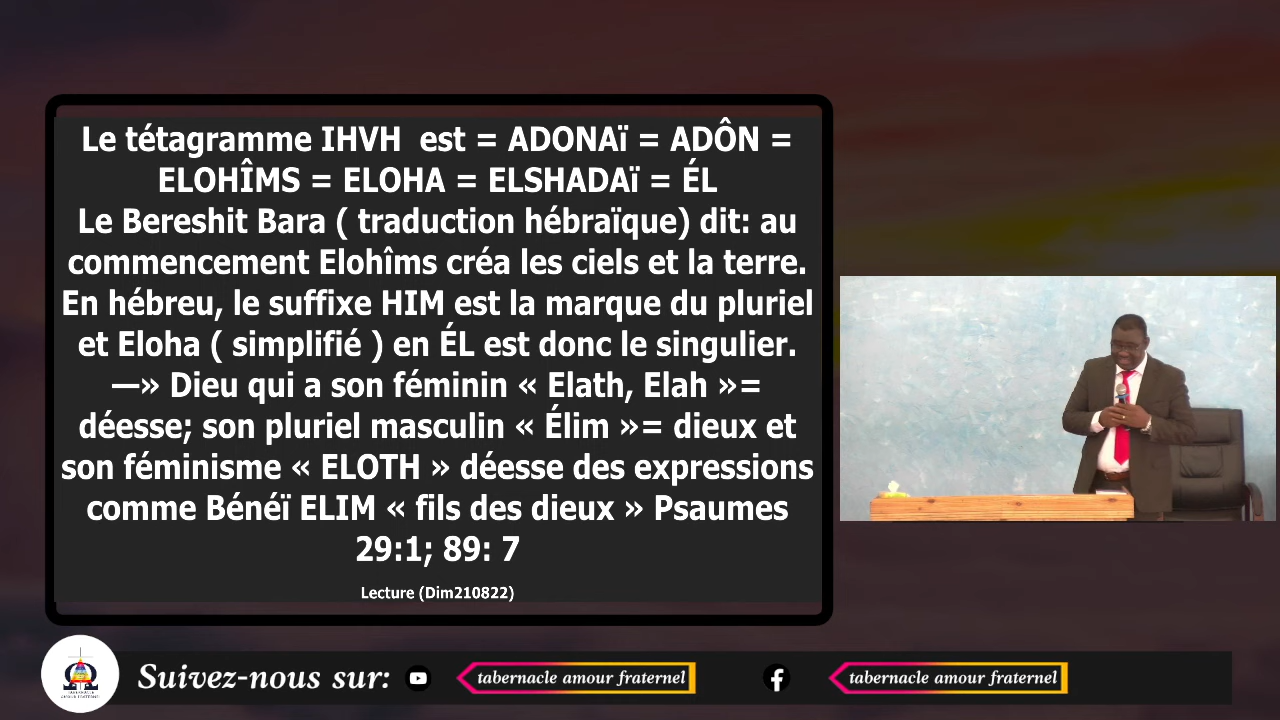 Le tétagramme IHVH est = ADONAï = ADÔN =
ELOHÎMS = ELOHA = ELSHADAï = ÉL
Le Bereshit Bara ( traduction hébraïque) dit: au
commencement Elohîms créa les ciels et la terre.
En hébreu, le suffixe HIM est la marque du pluriel
et Eloha ( simplifié ) en ÉL est donc le singulier.
—» Dieu qui a son féminin « Elath, Elah »=
déesse; son pluriel masculin « Élim »= dieux et
son féminisme « ELOTH » déesse des expressions
comme Bénéï ELIM « fils des dieux » Psaumes
29:1; 89: 7
Lecture (Dim210822)
Suivez-nous sur:
tabernacle amour fraternel
tabernacle amour fraternel